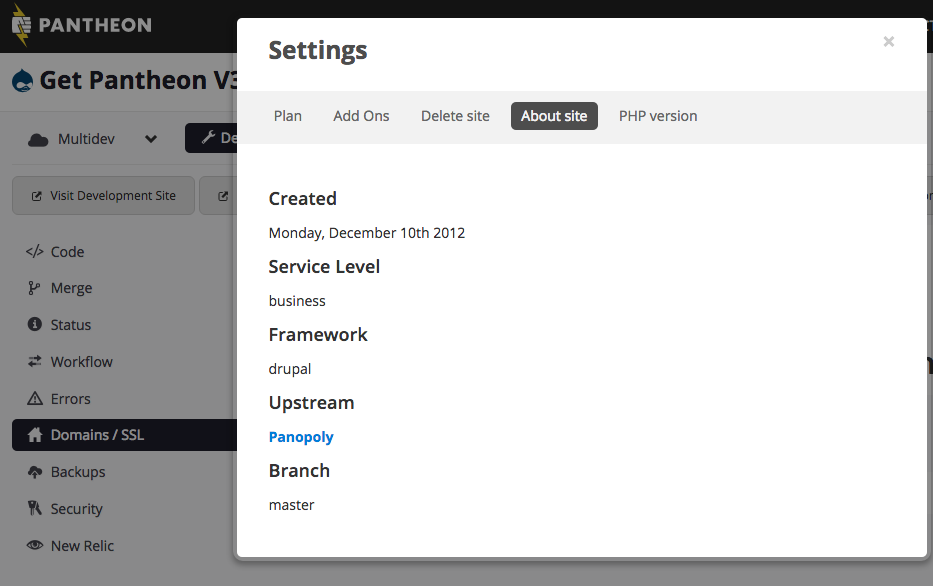 PANTHEON
Get Pantheon V3
Multidev
De
Visit Development Site
Code
Merge
Status
Workflow
Errors
Domains / SSL
Backups
Security
New Relic
Settings
×
Plan Add Ons Delete site About site PHP version
Created
Monday, December 10th 2012
Service Level
business
Framework
drupal
Upstream
Panopoly
Branch
master